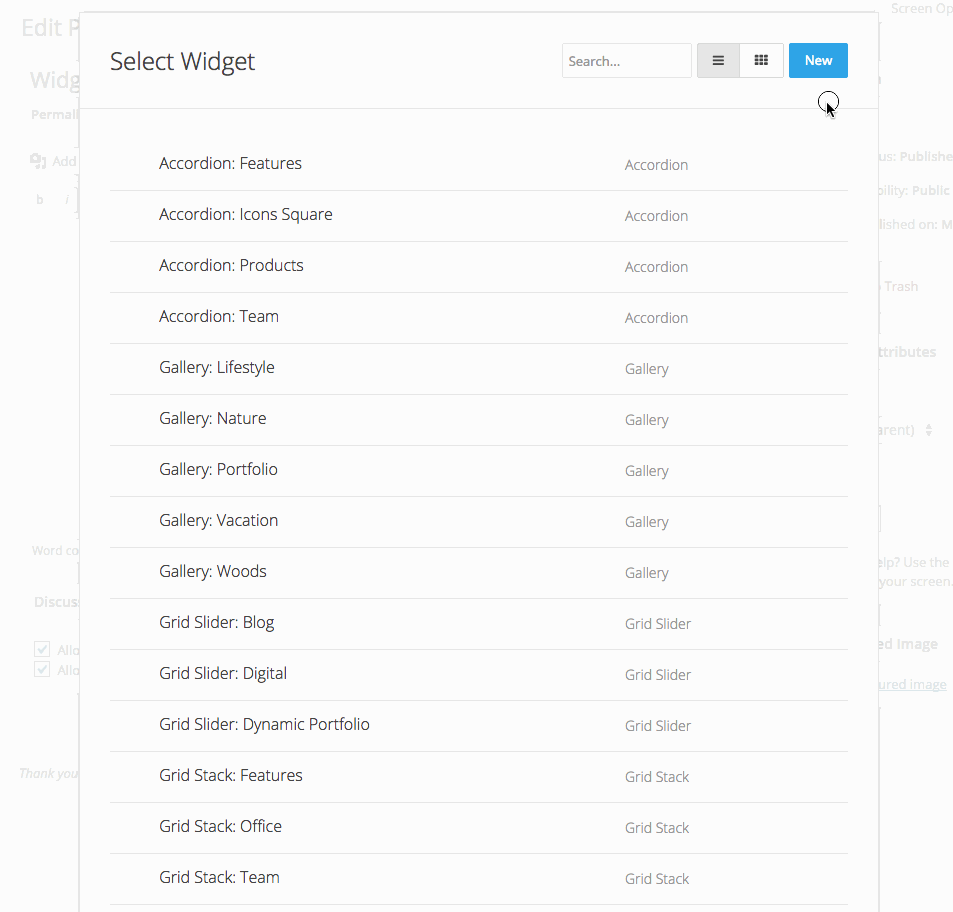 Screen Op
Edit P
Select Widget
Search...
New
Widg
Permali
Add
us: Publishe
b i
bility: Public
lished on: M
Trash
ttributes
arent)
Accordion: Features Accordion
Accordion: Icons Square Accordion
Accordion: Products Accordion
Accordion: Team Accordion
Gallery: Lifestyle Gallery
Gallery: Nature Gallery
Gallery: Portfolio Gallery
Gallery: Vacation Gallery
Gallery: Woods Gallery
Grid Slider: Blog Grid Slider
Grid Slider: Digital Grid Slider
Grid Slider: Dynamic Portfolio Grid Slider
Grid Stack: Features Grid Stack
Grid Stack: Office Grid Stack
Grid Stack: Team Grid Stack
Word co
elp? Use the
your screen.
Discus
Allo
Allo
ed Image
ured image
Thank you